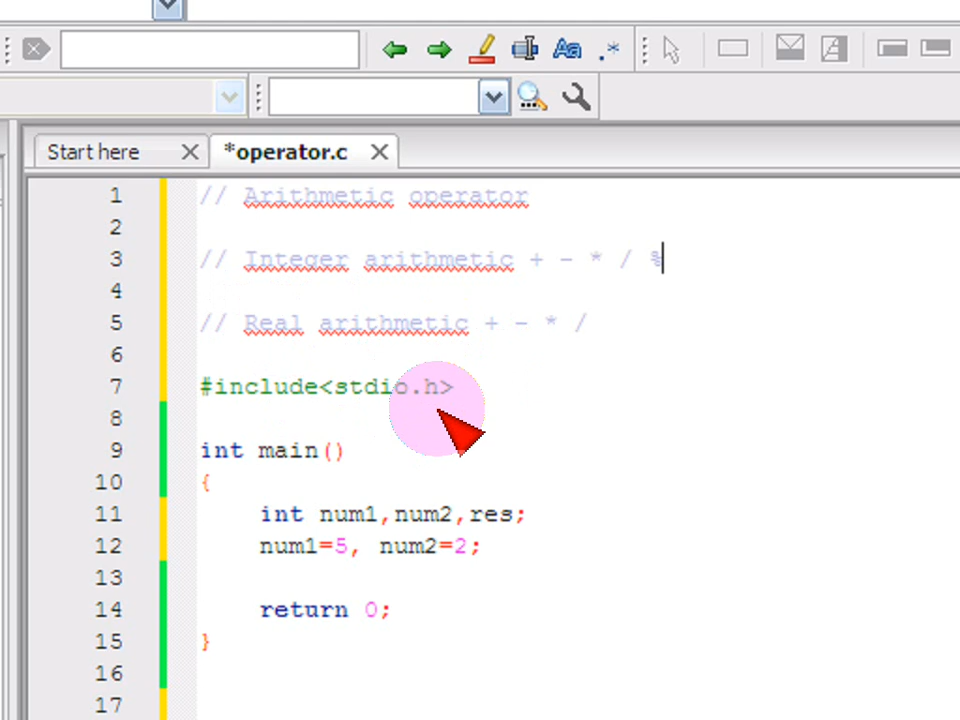 Start here
*operator.c
1 // Arithmetic operator
2
3 // Integer arithmetic + - * / %
4
5 // Real arithmetic + - * /
6
7 #include<stdio.h>
8
9 int main()
10 {
11 int num1,num2,res;
12 num1=5, num2=2;
13
14 return 0;
15 }
16
17